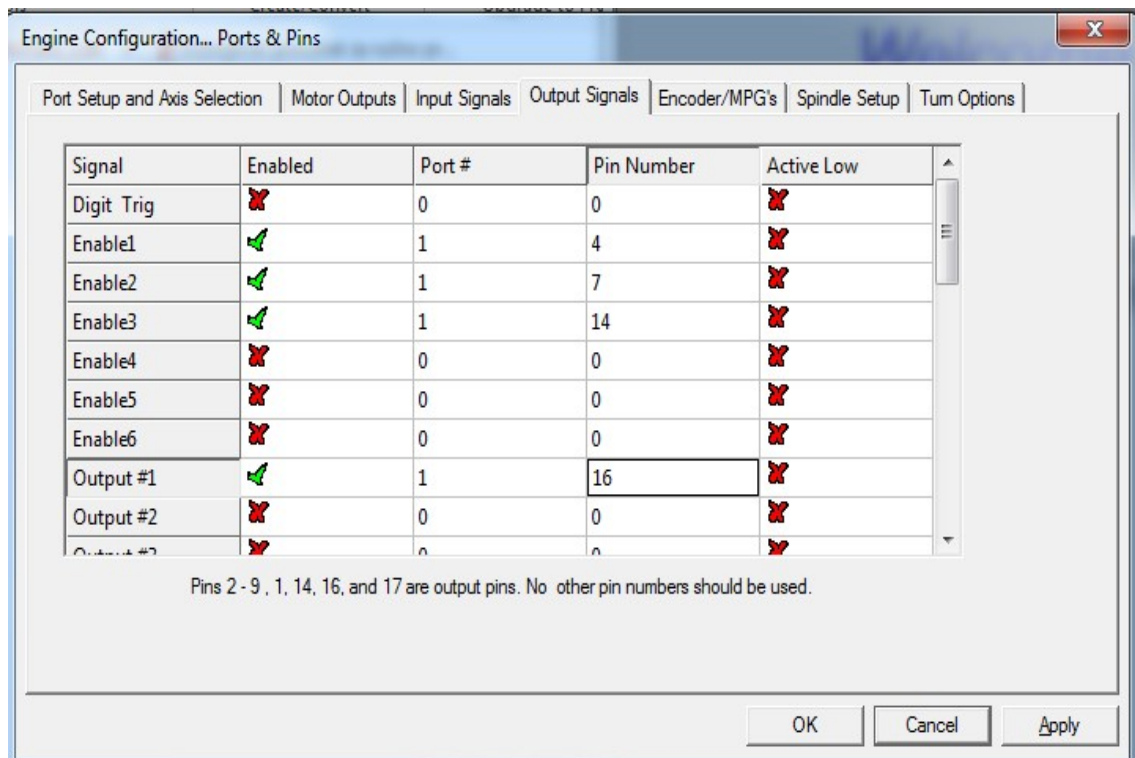 Engine Configuration... Ports & Pins
Port Setup and Axis Selection Motor Outputs Input Signals Output Signals Encoder/MPG's Spindle Setup Turn Options
Signal Enabled Port # Pin Number Active Low
Digit Trig 0 0
Enable1 1 4
Enable2 1 7
Enable3 1 14
Enable4 0 0
Enable5 0 0
Enable6 0 0
Output #1 1 16
Output #2 0 0
Pins 2 - 9 , 1, 14, 16, and 17 are output pins. No other pin numbers should be used.
OK Cancel Apply